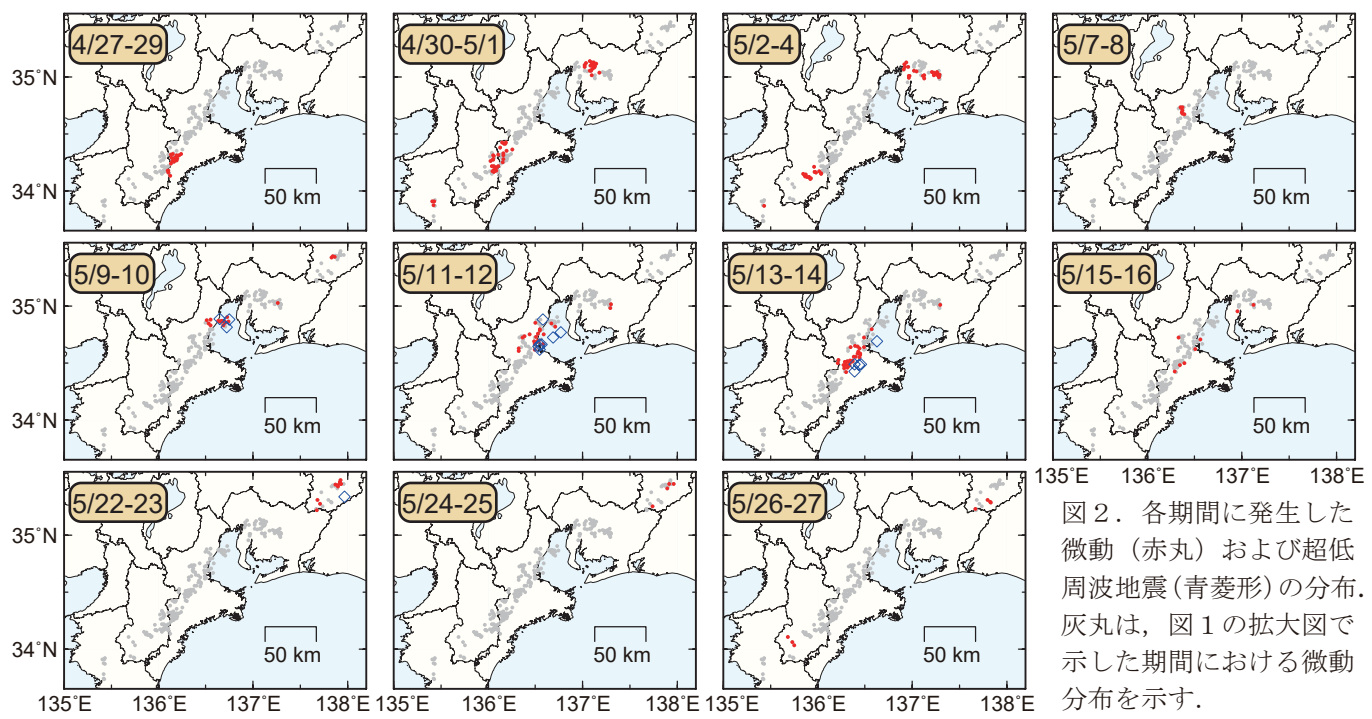 4/27-29
4/30-5/1
5/2-4
5/7-8
35˚N
34˚N
50 km
50 km
50 km
50 km
5/9-10
5/11-12
5/13-14
5/15-16
35˚N
34˚N
50 km
50 km
50 km
50 km
135˚E 136˚E 137˚E 138˚E
5/22-23
5/24-25
5/26-27
35˚N
34˚N
50 km
50 km
50 km
135˚E 136˚E 137˚E 138˚E
135˚E 136˚E 137˚E 138˚E
135˚E 136˚E 137˚E 138˚E
図２．各期間に発生した
微動（赤丸）および超低
周波地震（青菱形）の分布．
灰丸は，図１の拡大図で
示した期間における微動
分布を示す．